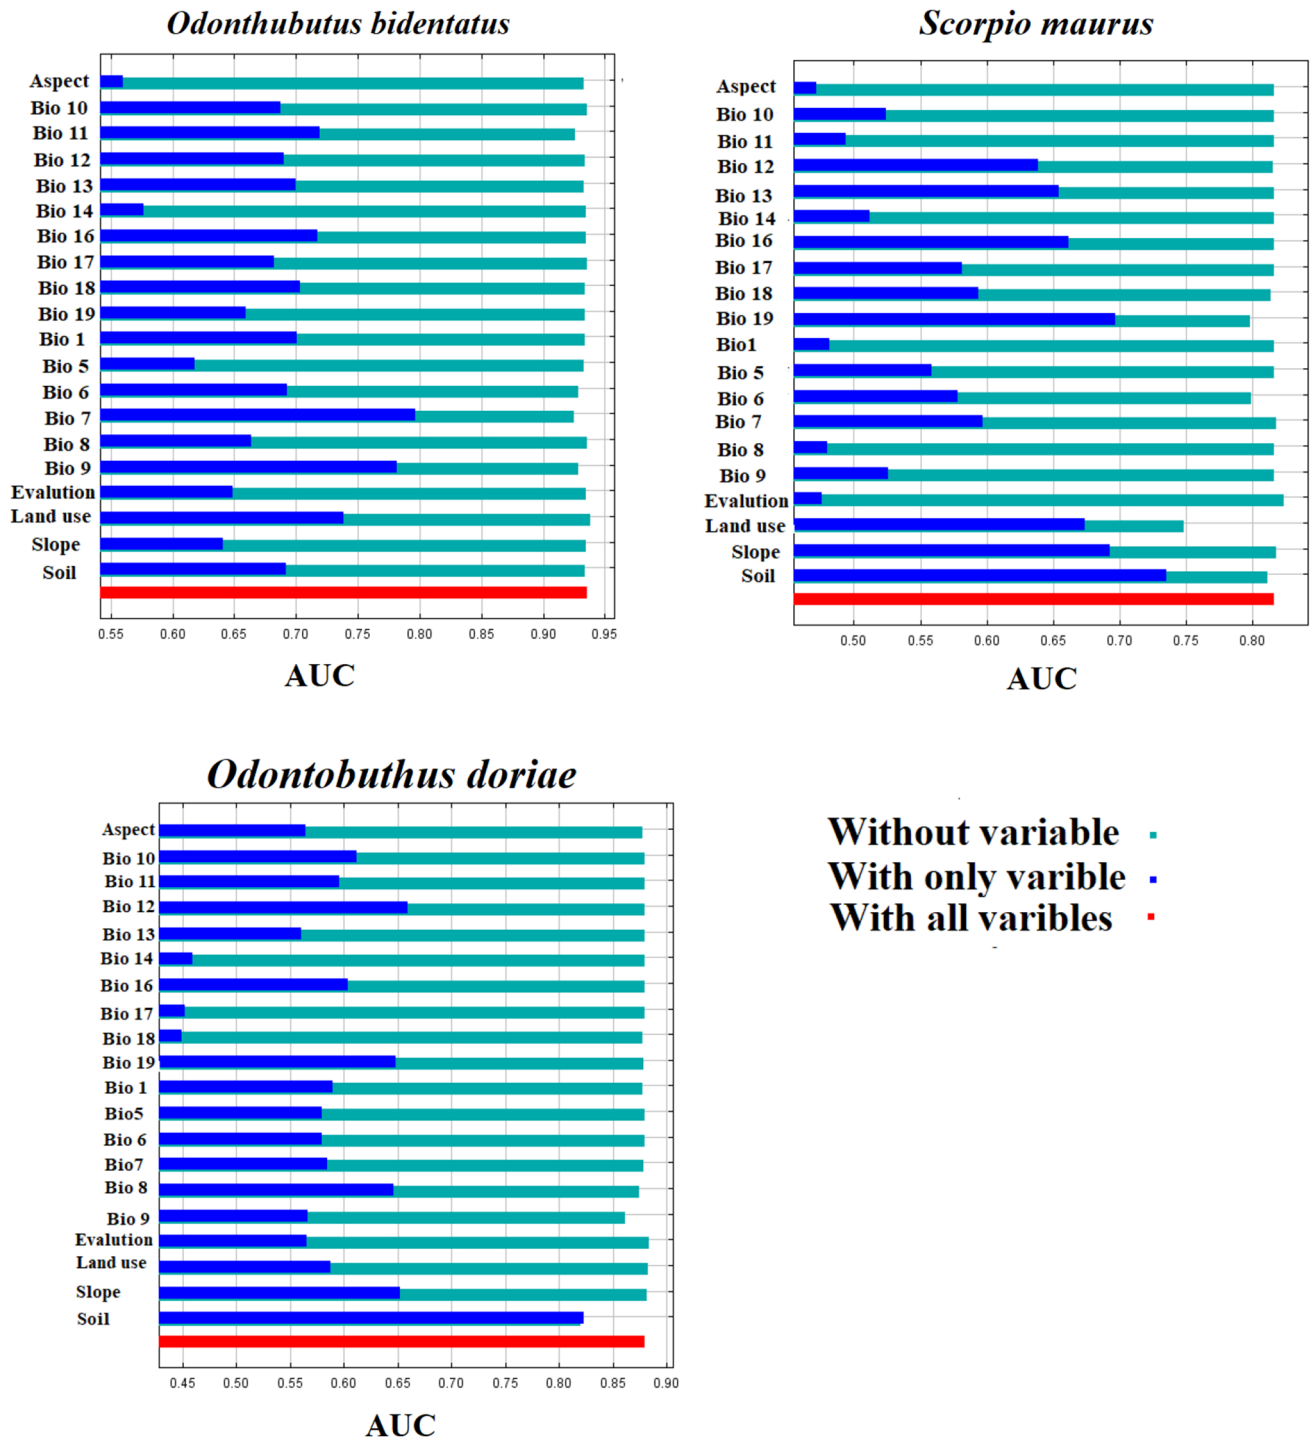 Odonthubutus bidentatus
Aspect
Bio 10
Bio 11
Bio 12
Bio 13
Bio 14
Bio 16
Bio 17
Bio 18
Bio 19
Bio 1
Bio 5
Bio 6
Bio 7
Bio 8
Bio 9
Evalution
Land use
Slope
Soil
0.55 0.60 0.65 0.70 0.75 0.80 0.85 0.90 0.95
AUC
Scorpio maurus
Aspect
Bio 10
Bio 11
Bio 12
Bio 13
Bio 14
Bio 16
Bio 17
Bio 18
Bio 19
Bio1
Bio 5
Bio 6
Bio 7
Bio 8
Bio 9
Evalution
Land use
Slope
Soil
0.50 0.55 0.60 0.65 0.70 0.75 0.80
AUC
Odontobuthus doriae
Aspect
Bio 10
Bio 11
Bio 12
Bio 13
Bio 14
Bio 16
Bio 17
Bio 18
Bio 19
Bio 1
Bio5
Bio 6
Bio7
Bio 8
Bio 9
Evalution
Land use
Slope
Soil
0.45 0.50 0.55 0.60 0.65 0.70 0.75 0.80 0.85 0.90
AUC
Without variable
With only varible
With all varibles